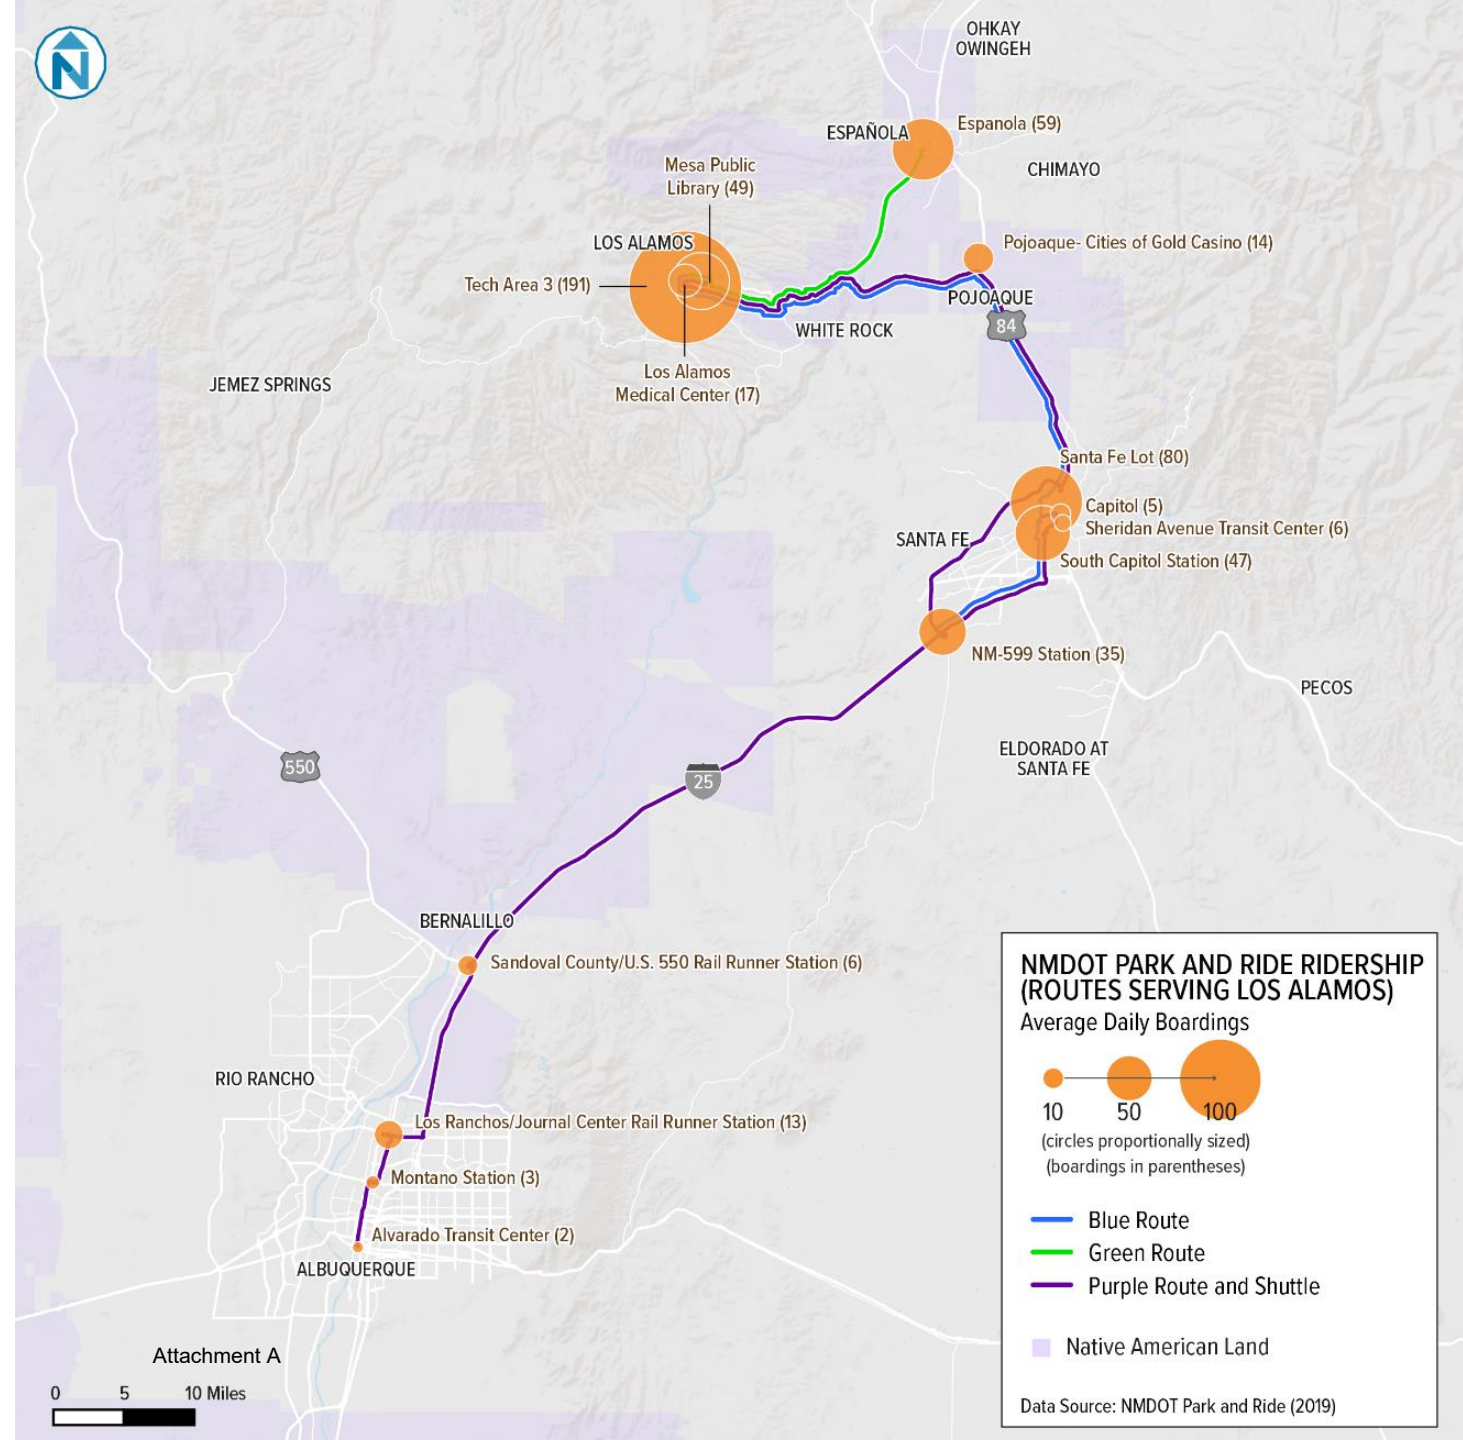 N
OHKAY
OWINGEH
Espanola (59)
ESPAÑOLA
CHIMAYO
Mesa Public
Library (49)
LOS ALAMOS
Pojoaque- Cities of Gold Casino (14)
Tech Area 3 (191)
POJOAQUE
84
WHITE ROCK
Los Alamos
Medical Center (17)
JEMEZ SPRINGS
Santa Fe Lot (80)
Capitol (5)
Sheridan Avenue Transit Center (6)
SANTA FE
South Capitol Station (47)
NM-599 Station (35)
PECOS
ELDORADO AT
SANTA FE
550
25
BERNALILLO
Sandoval County/U.S. 550 Rail Runner Station (6)
RIO RANCHO
Los Ranchos/Journal Center Rail Runner Station (13)
Montano Station (3)
Alvarado Transit Center (2)
ALBUQUERQUE
Attachment A
0 5 10 Miles
NMDOT PARK AND RIDE RIDERSHIP
(ROUTES SERVING LOS ALAMOS)
Average Daily Boardings
10 50 100
(circles proportionally sized)
(boardings in parentheses)
Blue Route
Green Route
Purple Route and Shuttle
Native American Land
Data Source: NMDOT Park and Ride (2019)